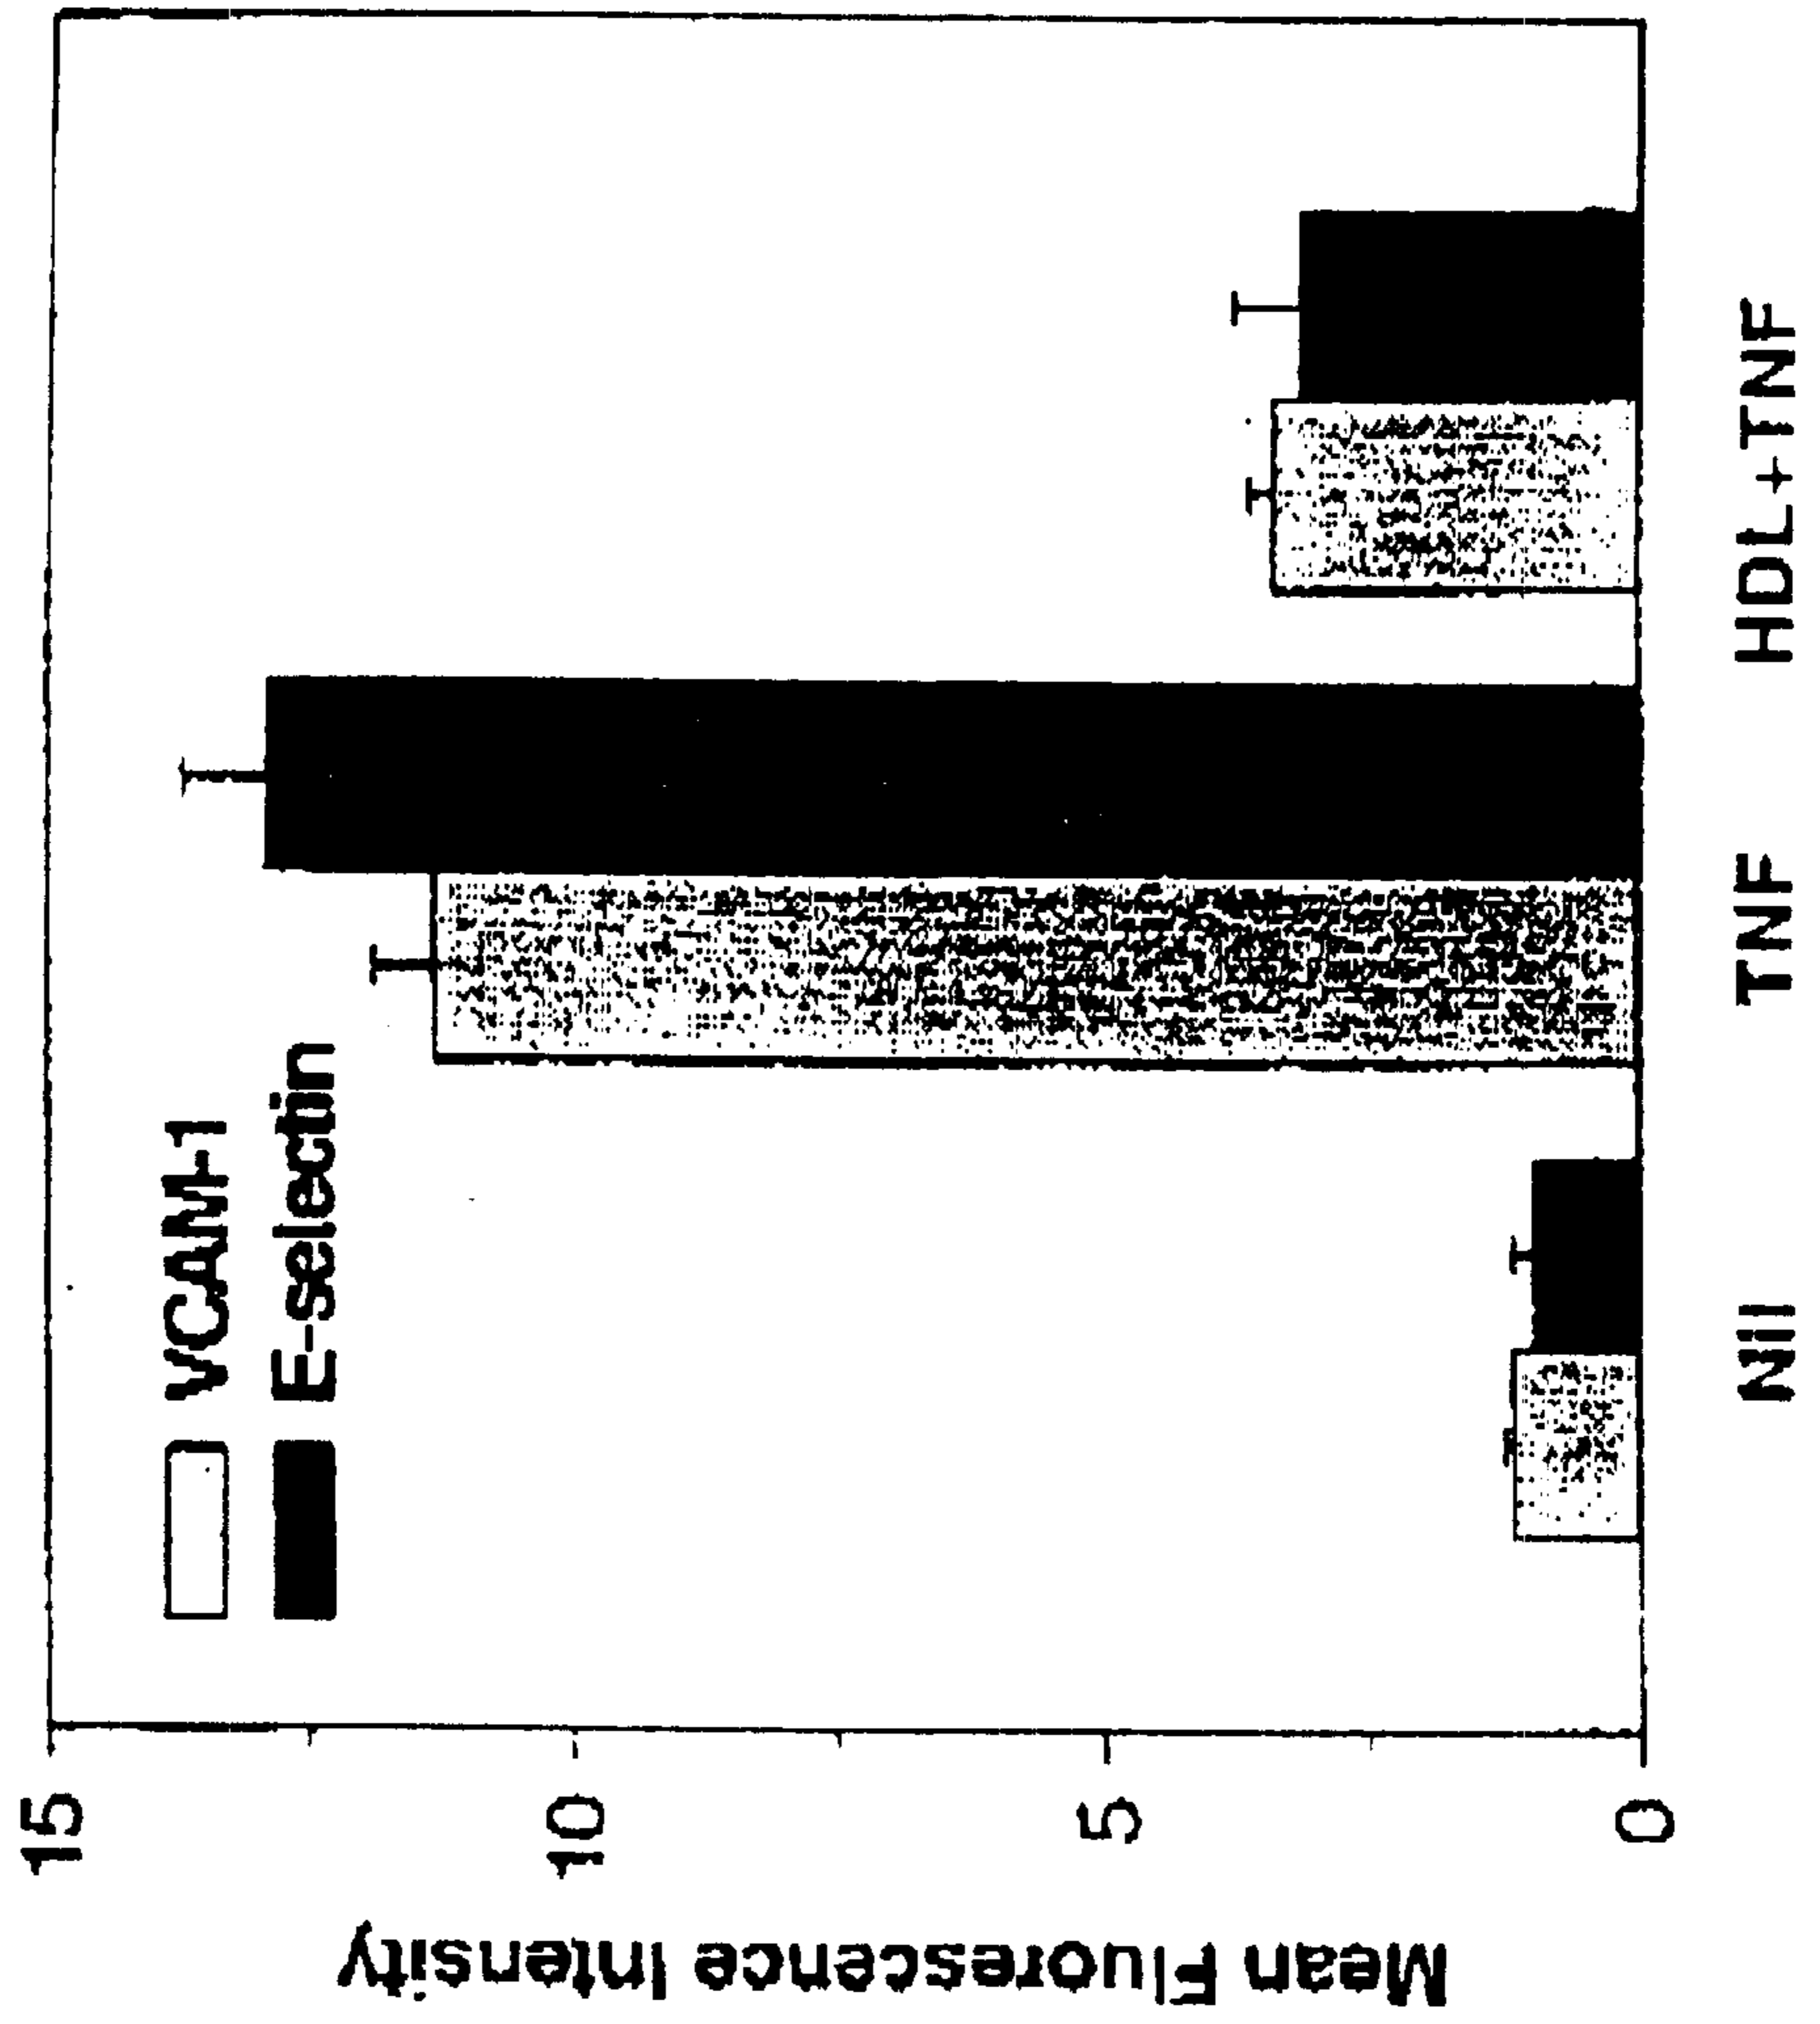 Mean Fluorescence Intensity
15
10
5
0
VCAM-1
E-selectin
Nil
TNF
HDL+TNF